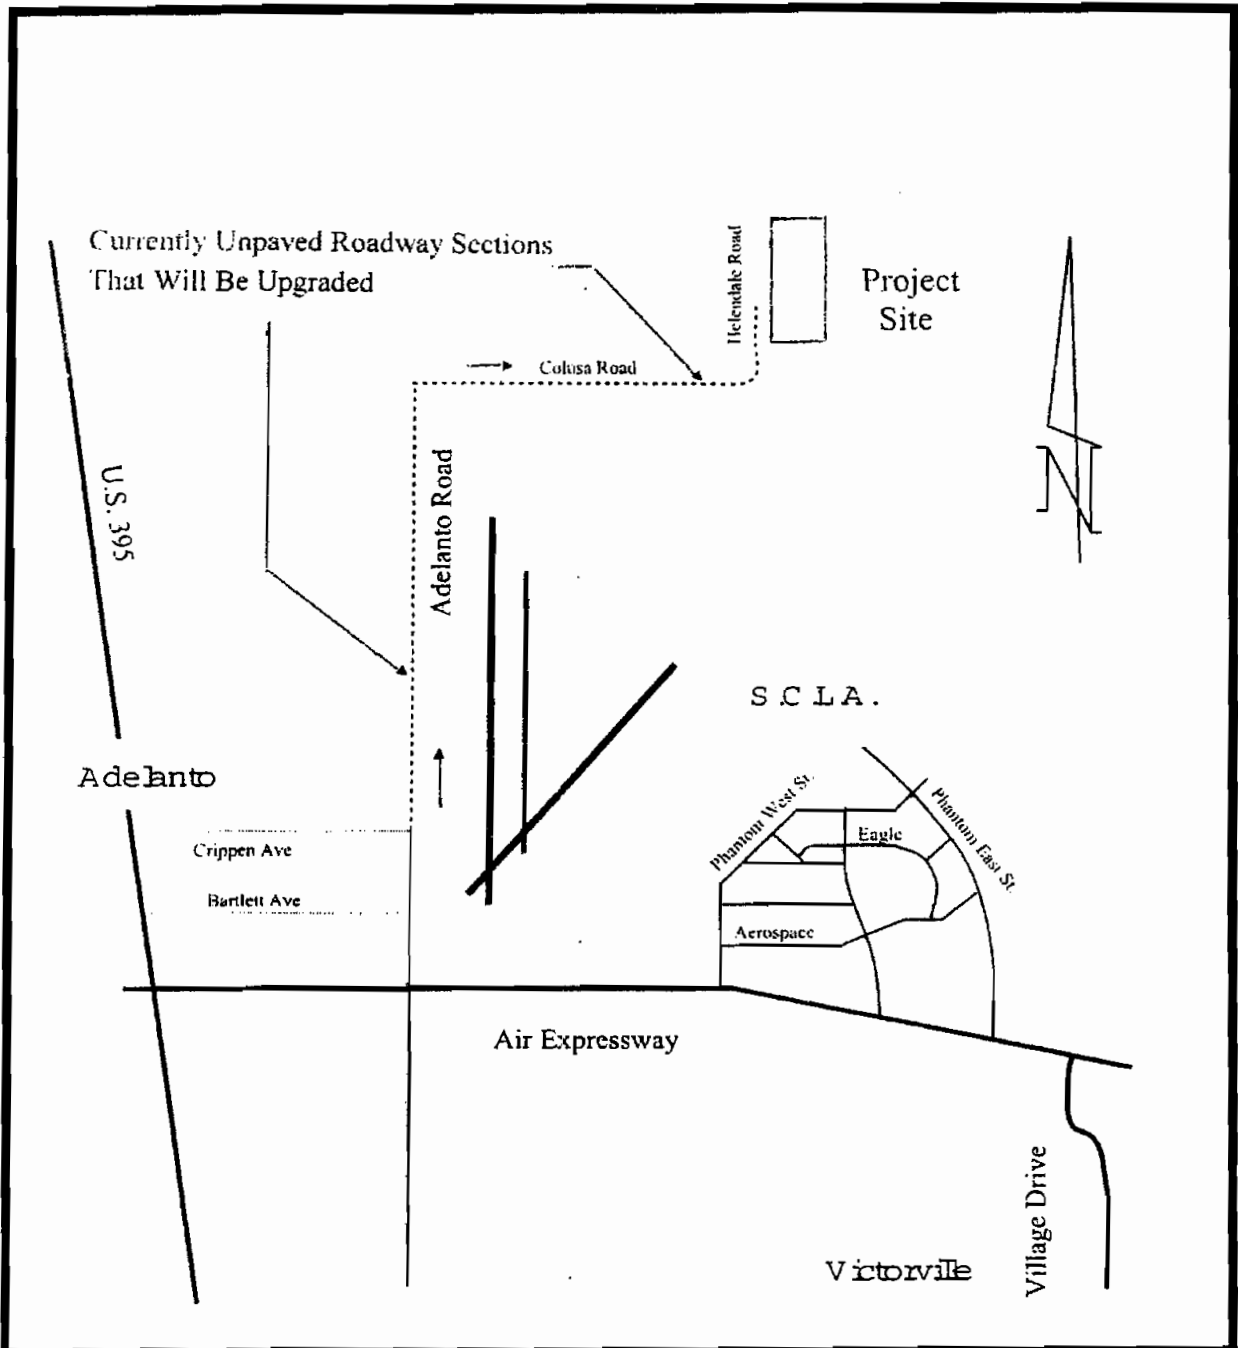 Currently Unpaved Roadway Sections
That Will Be Upgraded
Helendale Road
Project
Site
Colusa Road
U.S. 395
Adelanto Road
N
S.C.L.A.
Adelanto
Phantom West St.
Phantom East St.
Eagle
Crippen Ave
Bartlett Ave
Aerospace
Air Expressway
Village Drive
Victorville